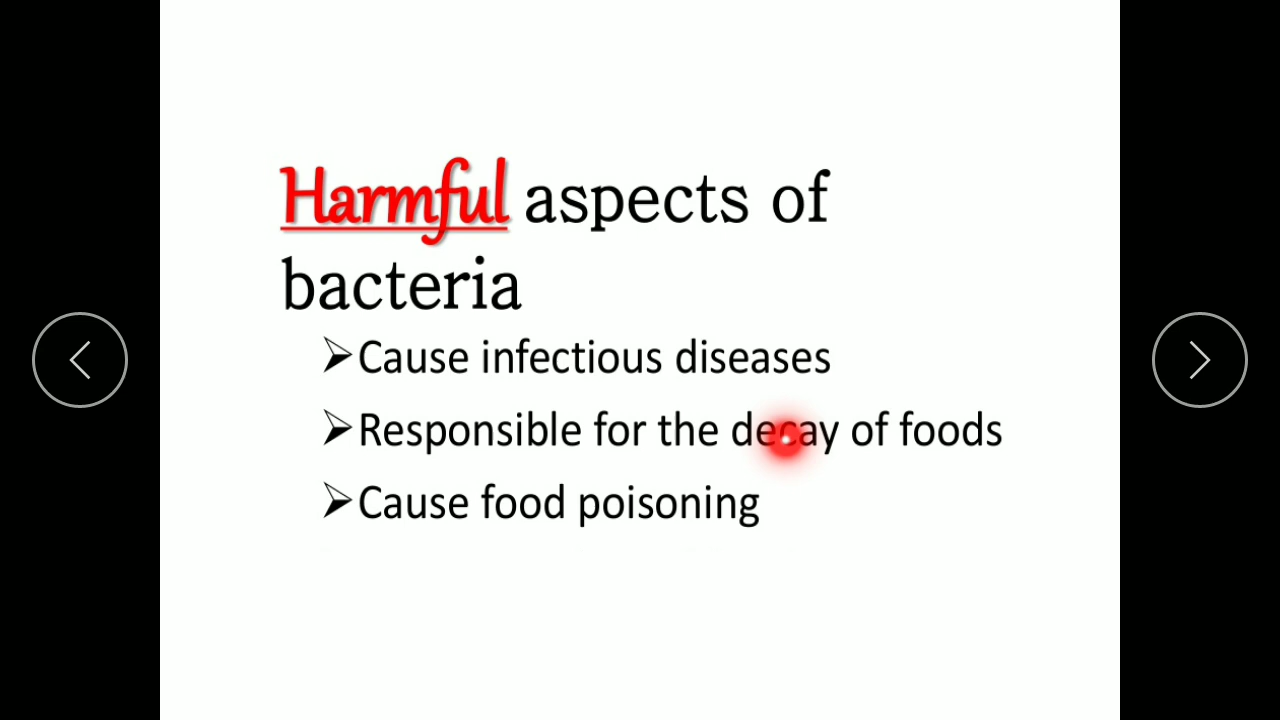 Harmful aspects of
bacteria
➢Cause infectious diseases
➢Responsible for the decay of foods
➢Cause food poisoning